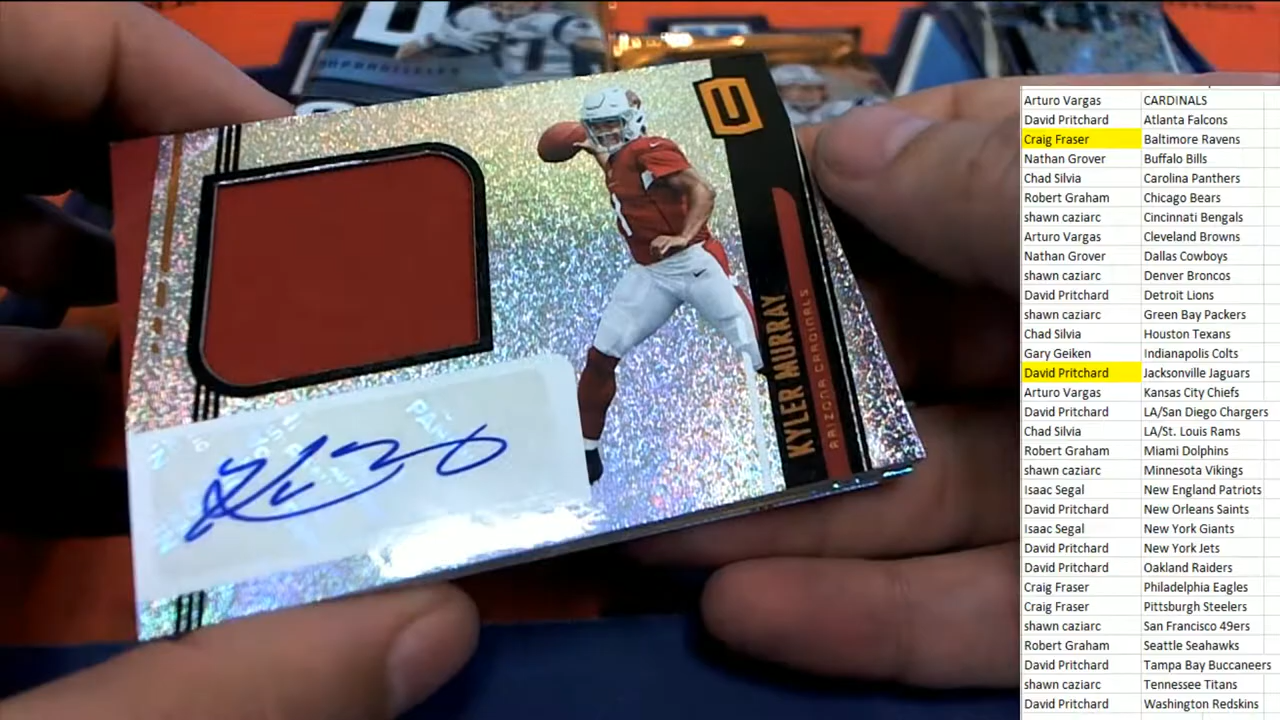 KYLER MURRAY
ARIZONA CARDINALS
Arturo Vargas CARDINALS
David Pritchard Atlanta Falcons
Craig Fraser Baltimore Ravens
Nathan Grover Buffalo Bills
Chad Silvia Carolina Panthers
Robert Graham Chicago Bears
shawn caziarc Cincinnati Bengals
Arturo Vargas Cleveland Browns
Nathan Grover Dallas Cowboys
shawn caziarc Denver Broncos
David Pritchard Detroit Lions
shawn caziarc Green Bay Packers
Chad Silvia Houston Texans
Gary Geiken Indianapolis Colts
David Pritchard Jacksonville Jaguars
Arturo Vargas Kansas City Chiefs
David Pritchard LA/San Diego Chargers
Chad Silvia LA/St. Louis Rams
Robert Graham Miami Dolphins
shawn caziarc Minnesota Vikings
Isaac Segal New England Patriots
David Pritchard New Orleans Saints
Isaac Segal New York Giants
David Pritchard New York Jets
David Pritchard Oakland Raiders
Craig Fraser Philadelphia Eagles
Craig Fraser Pittsburgh Steelers
shawn caziarc San Francisco 49ers
Robert Graham Seattle Seahawks
David Pritchard Tampa Bay Buccaneers
shawn caziarc Tennessee Titans
David Pritchard Washington Redskins